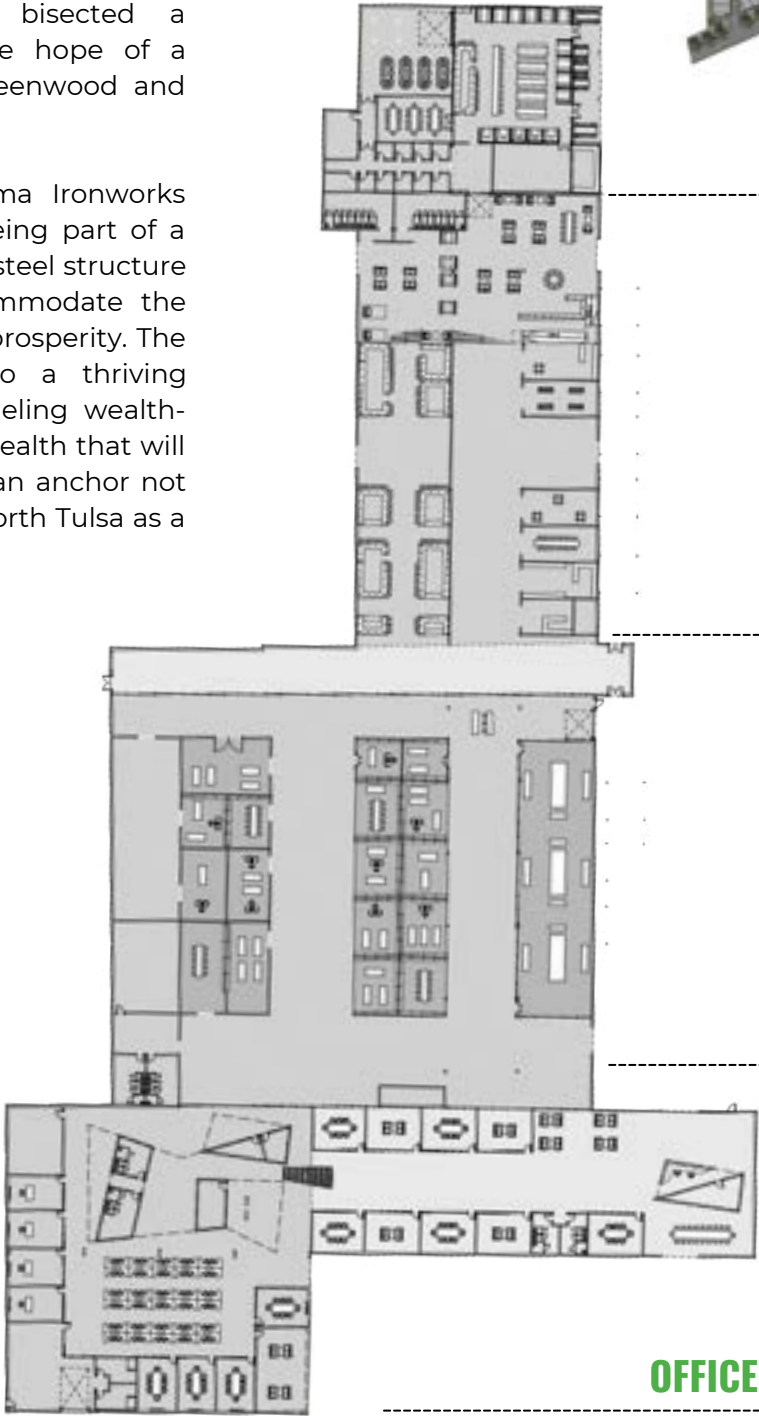 bisected a
e hope of a
eenwood and
ma Ironworks
eing part of a
steel structure
mmodate the
prosperity. The
o a thriving
eling wealth-
ealth that will
an anchor not
orth Tulsa as a
OFFICE